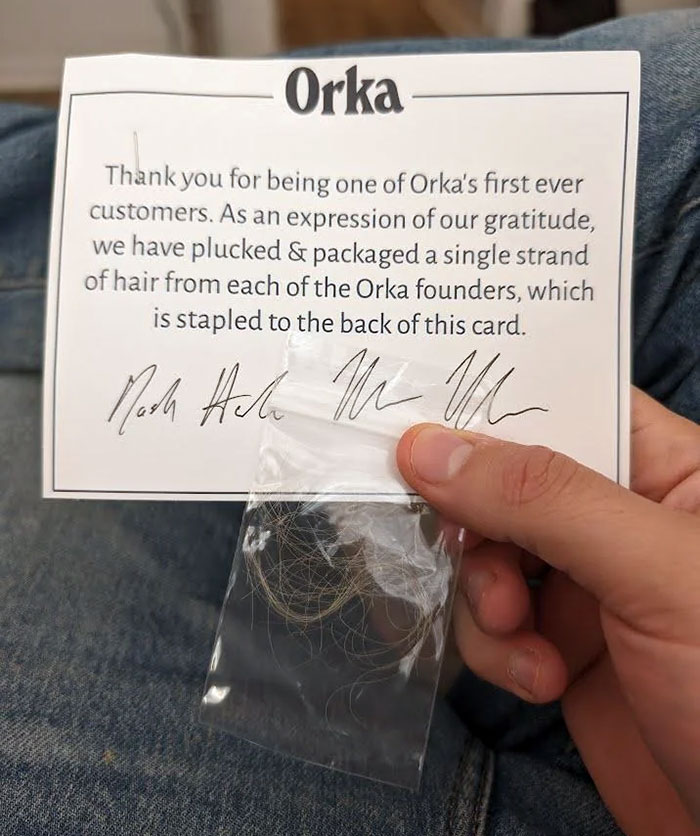 Orka
Thank you for being one of Orka's first ever
customers. As an expression of our gratitude,
we have plucked & packaged a single strand
of hair from each of the Orka founders, which
is stapled to the back of this card.